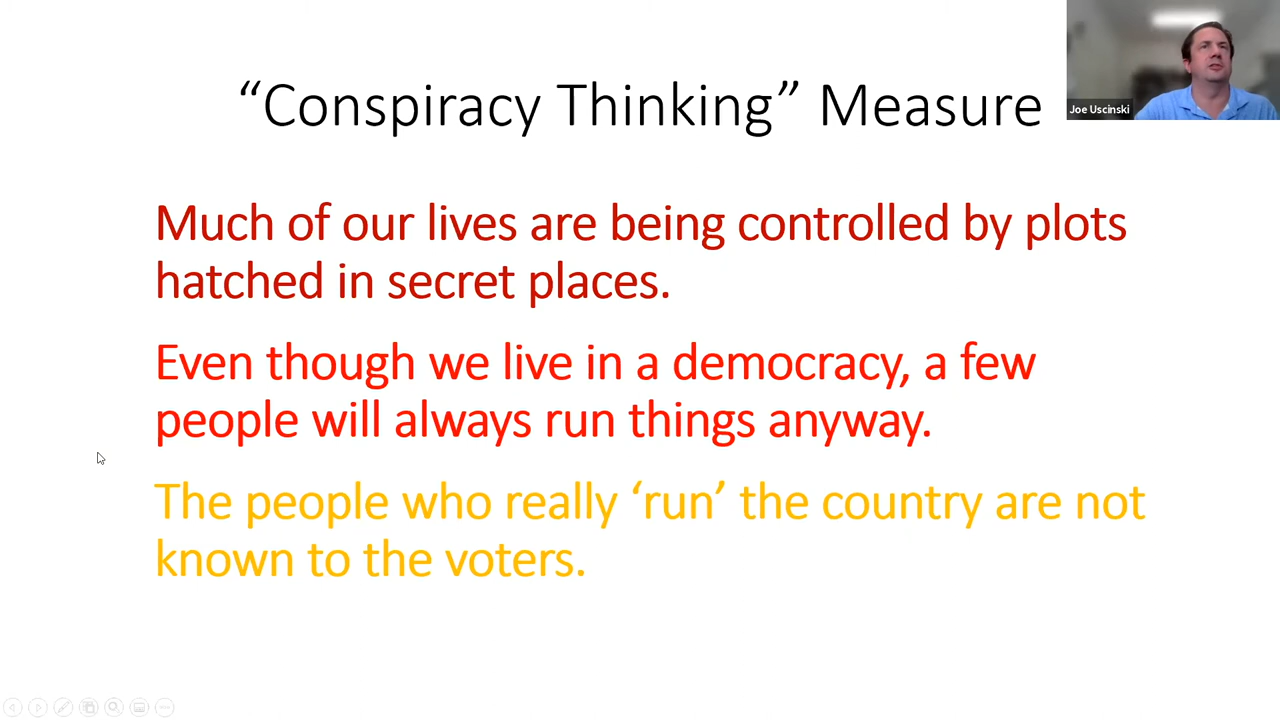 “Conspiracy Thinking” Measure
Joe Uscinski
Much of our lives are being controlled by plots
hatched in secret places.
Even though we live in a democracy, a few
people will always run things anyway.
The people who really ‘run’ the country are not
known to the voters.